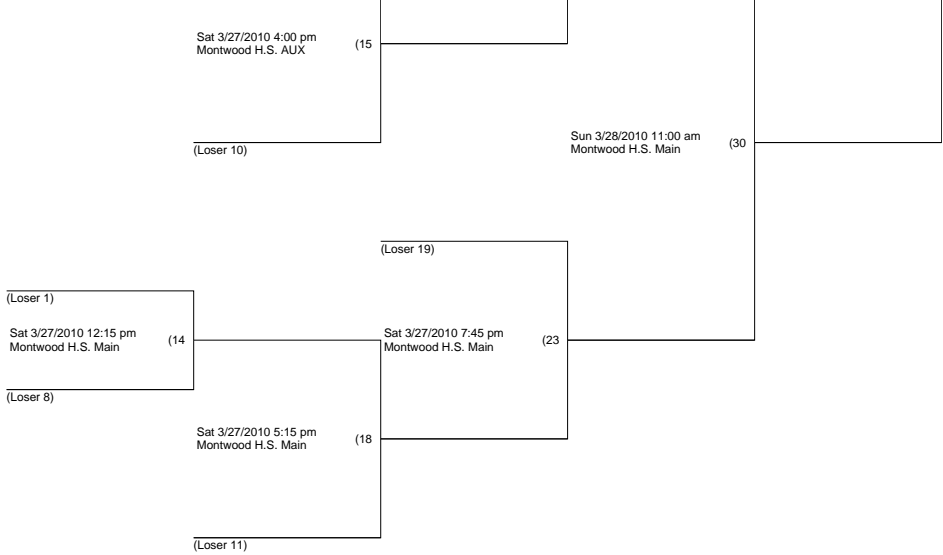 Sat 3/27/2010 4:00 pm
Montwood H.S. AUX
(15
(Loser 10)
Sun 3/28/2010 11:00 am
Montwood H.S. Main
(30
(Loser 19)
(Loser 1)
Sat 3/27/2010 12:15 pm
Montwood H.S. Main
(14
Sat 3/27/2010 7:45 pm
Montwood H.S. Main
(23
(Loser 8)
Sat 3/27/2010 5:15 pm
Montwood H.S. Main
(18
(Loser 11)